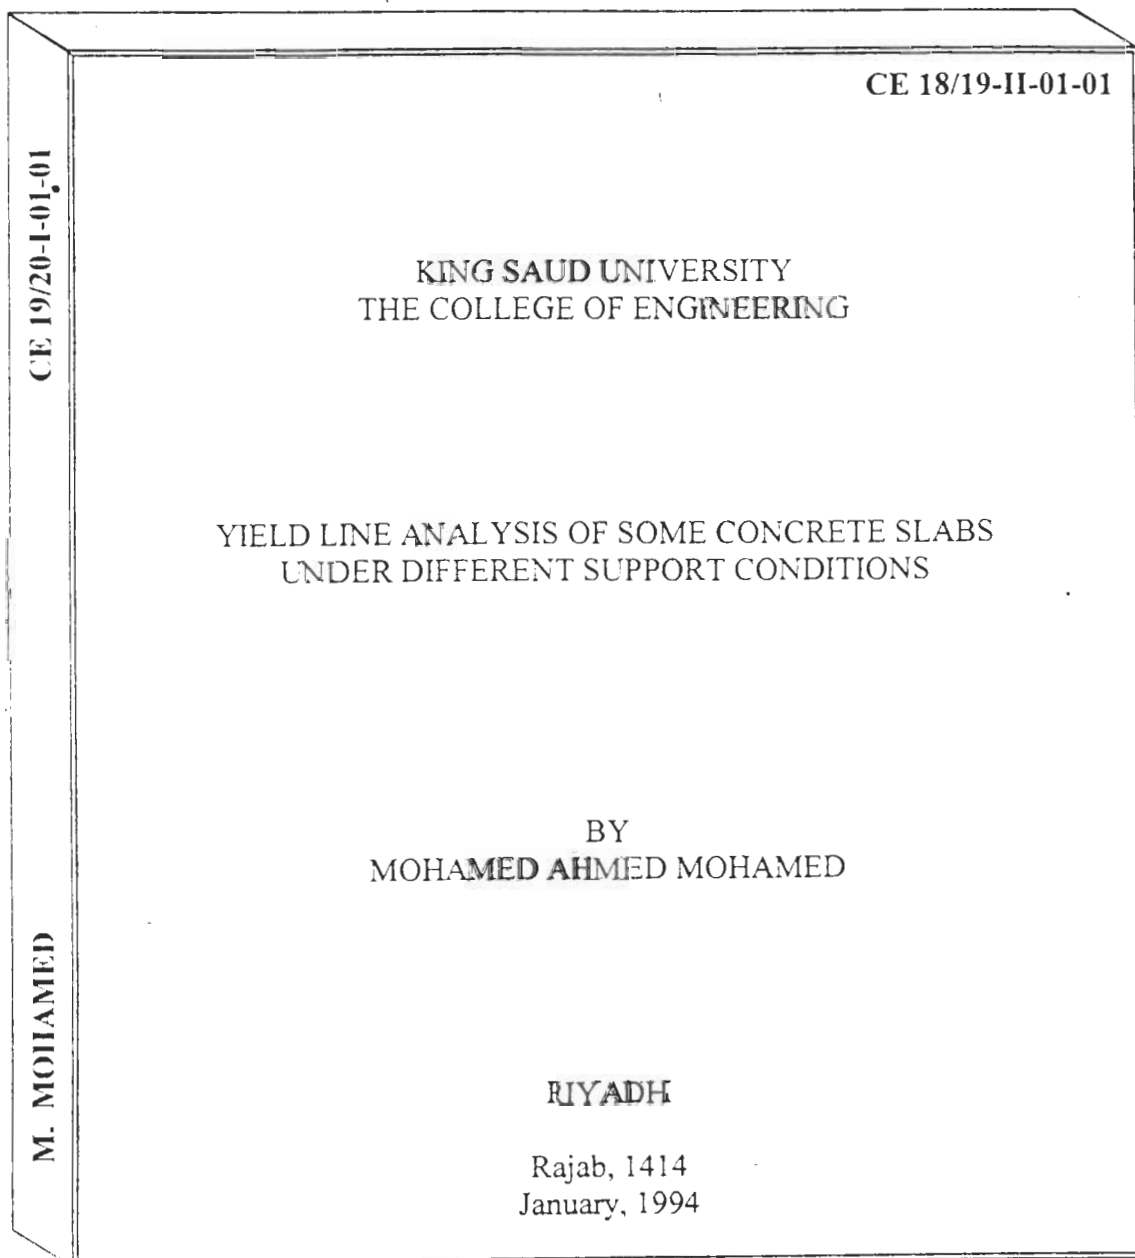 CE 18/19-II-01-01
CE 19/20-I-01-01
KING SAUD UNIVERSITY
THE COLLEGE OF ENGINEERING
YIELD LINE ANALYSIS OF SOME CONCRETE SLABS
UNDER DIFFERENT SUPPORT CONDITIONS
BY
MOHAMED AHMED MOHAMED
M. MOHAMED
RIYADH
Rajab, 1414
January, 1994